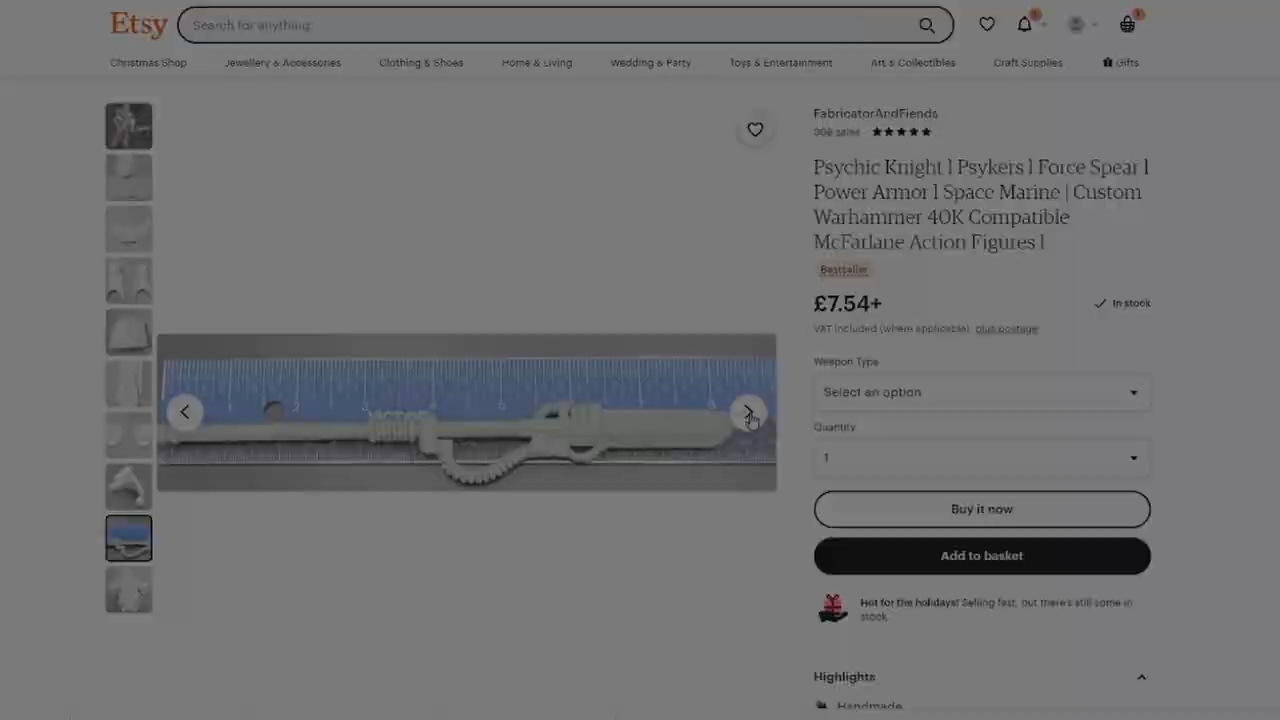 Etsy
Search for anything
Christmas Shop
Jewellery & Accessories
Clothing & Shoes
Home & Living
Wedding & Party
Toys & Entertainment
Art & Collectibles
Craft Supplies
Gifts
FabricatorAndFiends
sales
Psychic Knight l Psykers l Force Spear l
Power Armor l Space Marine | Custom
Warhammer 40K Compatible
McFarlane Action Figures l
Bestseller
£7.54+
In stock
VAT included (where applicable), plus postage
Weapon Type
Select an option
Quantity
1
Buy it now
Add to basket
Hot for the holidays! Selling fast, but there's still some in
stock.
Highlights
Handmade